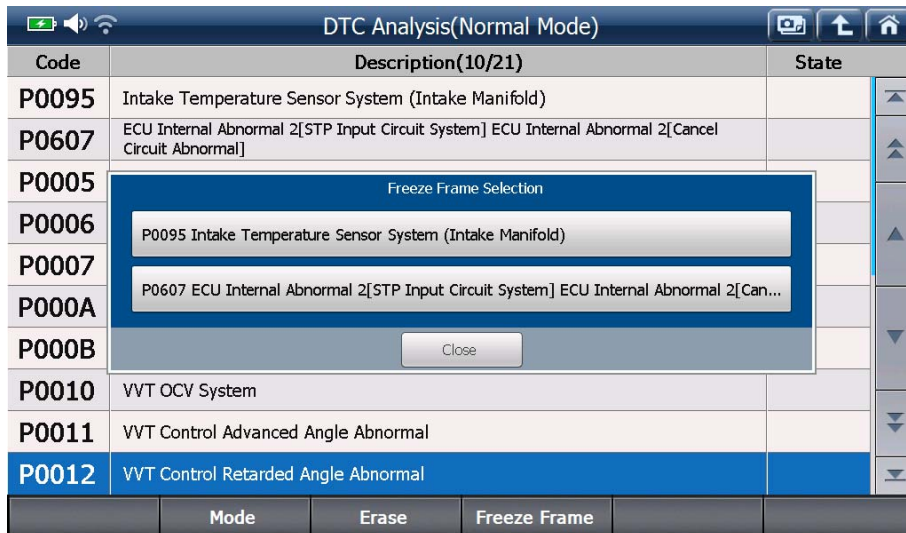 DTC Analysis(Normal Mode)
Code Description(10/21) State
P0095 Intake Temperature Sensor System (Intake Manifold)
P0607 ECU Internal Abnormal 2[STP Input Circuit System] ECU Internal Abnormal 2[Cancel
Circuit Abnormal]
P0005
Freeze Frame Selection
P0006
P0095 Intake Temperature Sensor System (Intake Manifold)
P0007
P0607 ECU Internal Abnormal 2[STP Input Circuit System] ECU Internal Abnormal 2[Can...
P000A
P000B
Close
P0010 VVT OCV System
P0011 VVT Control Advanced Angle Abnormal
P0012 VVT Control Retarded Angle Abnormal
Mode Erase Freeze Frame